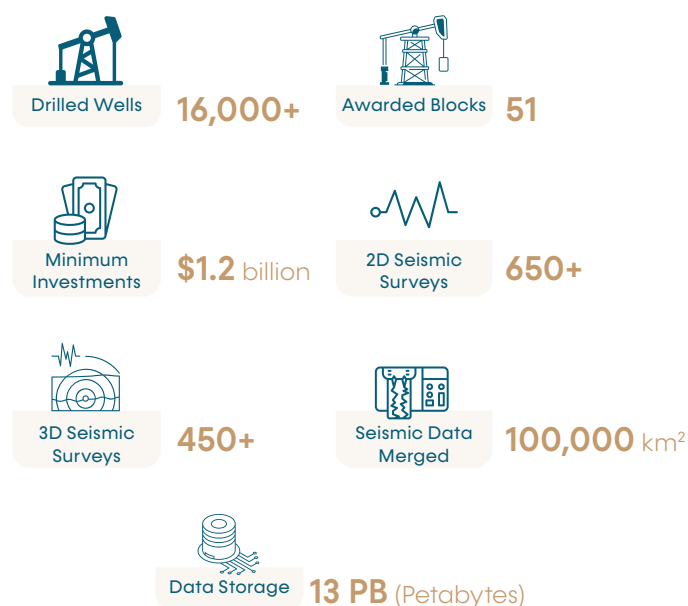 Drilled Wells
16,000+
Awarded Blocks
51
Minimum
Investments
$1.2 billion
2D Seismic
Surveys
650+
3D Seismic
Surveys
450+
Seismic Data
Merged
100,000 km²
Data Storage
13 PB (Petabytes)